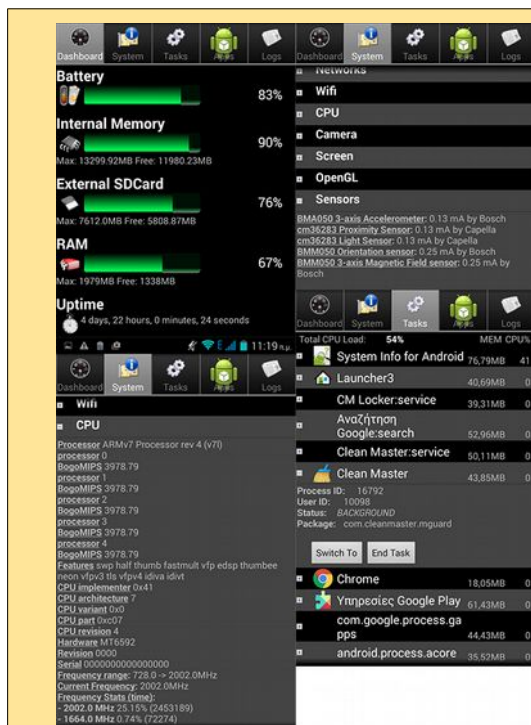 Dashboard System Tasks Apps Logs
Battery
83%
Internal Memory
90%
Max: 13299.92MB Free: 11980.23MB
External SDCard
76%
Max: 7612.0MB Free: 5808.87MB
RAM
67%
Max: 1979MB Free: 1338MB
Uptime
4 days, 22 hours, 0 minutes, 24 seconds
11:19 π.μ.
Dashboard System Tasks Apps Logs
Wifi
CPU
Processor ARMv7 Processor rev 4 (v7l)
processor 0
BogoMIPS 3978.79
processor 1
BogoMIPS 3978.79
processor 2
BogoMIPS 3978.79
processor 3
BogoMIPS 3978.79
processor 4
BogoMIPS 3978.79
Features swp half thumb fastmult vfp edsp thumbee
neon vfpv3 tls vfpv4 idiva idivt
CPU implementer 0x41
CPU architecture 7
CPU variant 0x0
CPU part 0xc07
CPU revision 4
Hardware MT6592
Revision 0000
Serial 0000000000000000
Frequency range: 728.0 -> 2002.0MHz
Current Frequency: 2002.0MHz
Frequency Stats (time):
- 2002.0 MHz 25.15% (2453189)
- 1664.0 MHz 0.74% (72274)
Dashboard System Tasks Apps Logs
Networks
Wifi
CPU
Camera
Screen
OpenGL
Sensors
BMA050 3-axis Accelerometer: 0.13 mA by Bosch
cm36283 Proximity Sensor: 0.13 mA by Capella
cm36283 Light Sensor: 0.13 mA by Capella
BMM050 Orientation sensor: 0.25 mA by Bosch
BMM050 3-axis Magnetic Field sensor: 0.25 mA by
Bosch
Dashboard System Tasks Apps Logs
Total CPU Load: 54% MEM CPU%
System Info for Android 76,79MB 41
Launcher3 40,69MB 0
CM Locker:service 39,31MB 0
Αναζήτηση
Google:search 52,96MB 0
Clean Master:service 50,11MB 0
Clean Master 43,85MB 0
Process ID: 16792
User ID: 10098
Status: BACKGROUND
Package: com.cleanmaster.mguard
Switch To End Task
Chrome 18,05MB 0
Υπηρεσίες Google Play 61,43MB 0
com.google.process.ga
pps 44,43MB 0
android.process.acore 35,52MB 0